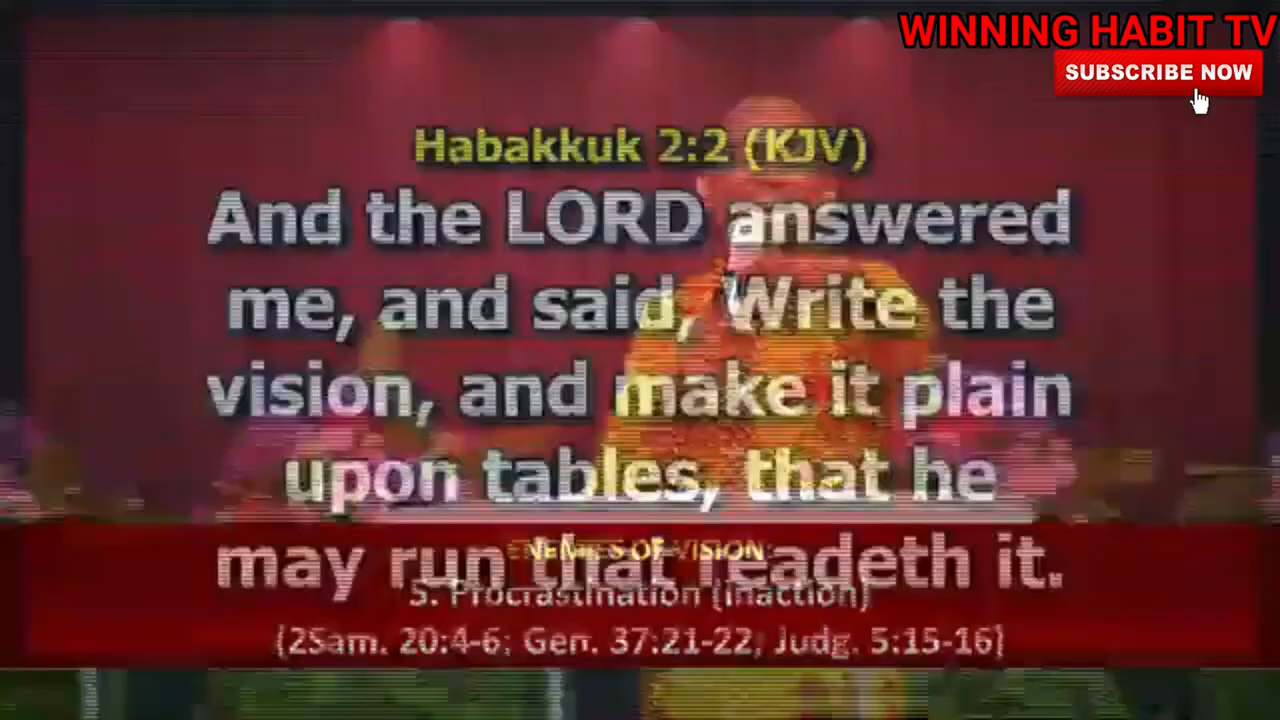 WINNING HABIT TV
SUBSCRIBE NOW
Habakkuk 2:2 (KJV)
And the LORD answered
me, and said, Write the
vision, and make it plain
upon tables, that he
may run that readeth it.
ENEMIES OF VISION:
5. Procrastination (Inaction)
(2Sam. 20:4-6; Gen. 37:21-22; Judg. 5:15-16)